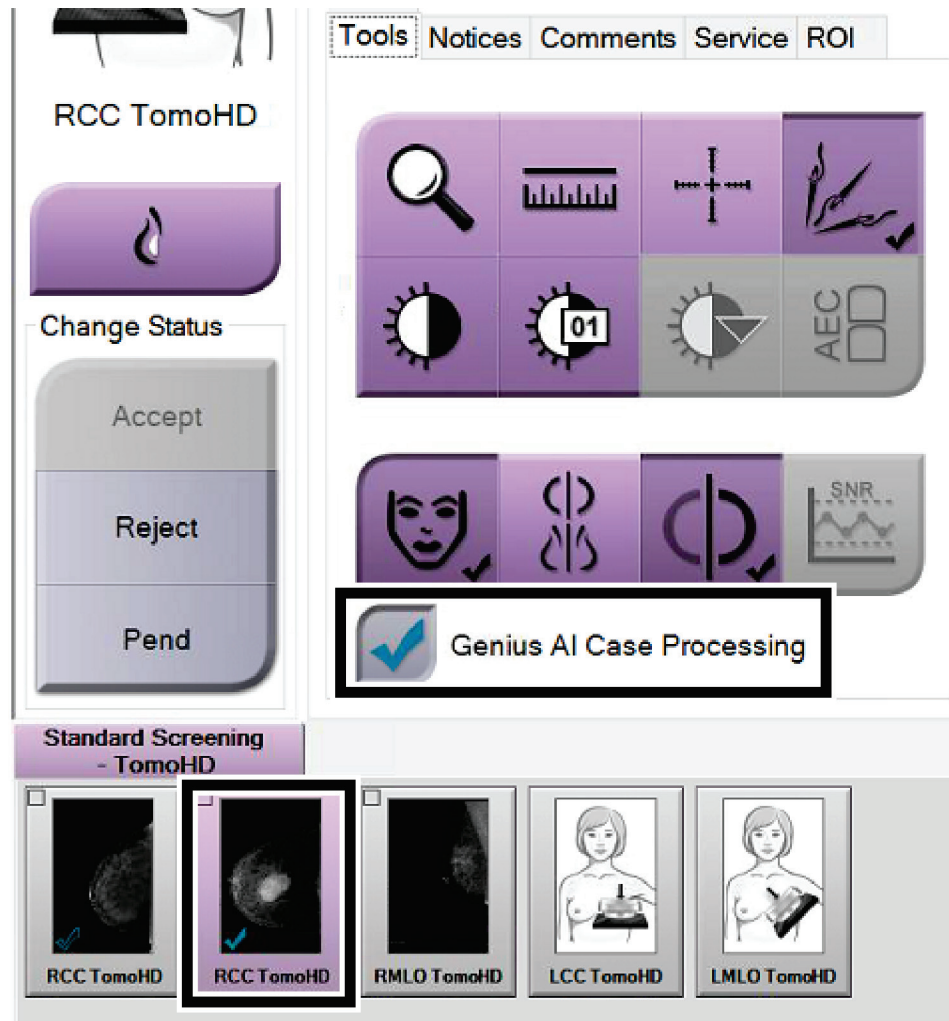 RCC TomoHD
Change Status
Accept
Reject
Pend
Tools Notices Comments Service ROI
01
AEC
SNR
Genius AI Case Processing
Standard Screening
- TomoHD
RCC TomoHD
RCC TomoHD
RMLO TomoHD
LCC TomoHD
LMLO TomoHD